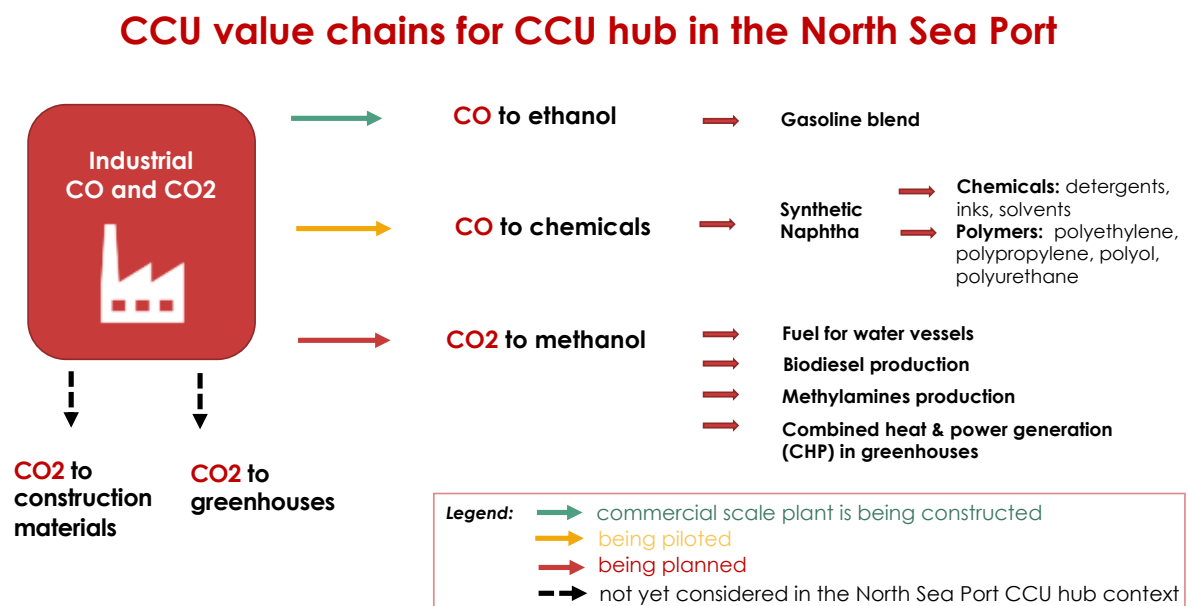 CCU value chains for CCU hub in the North Sea Port
Industrial
CO and CO2
CO to ethanol
Gasoline blend
CO to chemicals
Synthetic
Naphtha
Chemicals: detergents,
inks, solvents
Polymers: polyethylene,
polypropylene, polyol,
polyurethane
CO2 to methanol
Fuel for water vessels
Biodiesel production
Methylamines production
Combined heat & power generation
(CHP) in greenhouses
CO2 to
construction
materials
CO2 to
greenhouses
Legend:
commercial scale plant is being constructed
being piloted
being planned
not yet considered in the North Sea Port CCU hub context